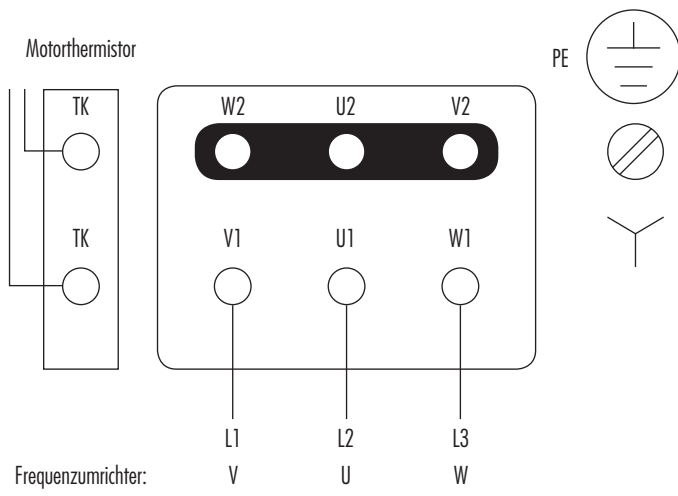 Motorthermistor
PE
TK W2 U2 V2
TK V1 U1 W1
L1 L2 L3
Frequenzumrichter: V U W